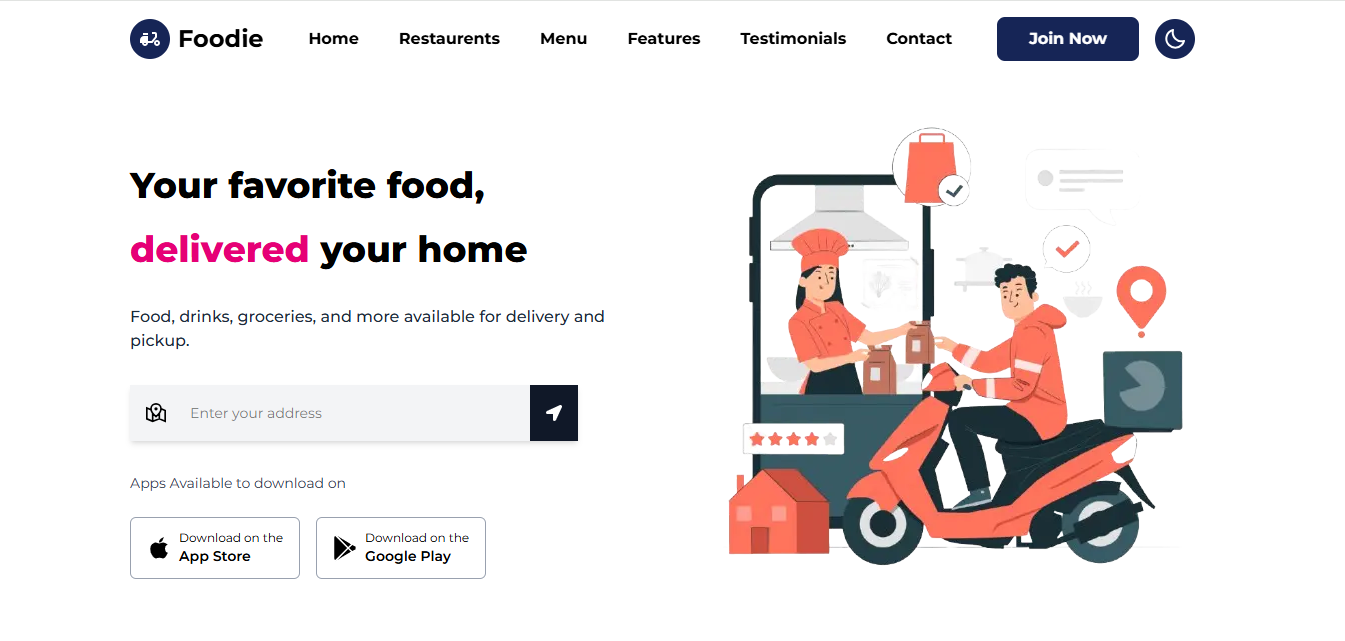 Foodie Home Restaurents Menu Features Testimonials Contact Join Now
Your favorite food,
delivered your home
Food, drinks, groceries, and more available for delivery and
pickup.
Enter your address
Apps Available to download on
Download on the
App Store
Download on the
Google Play